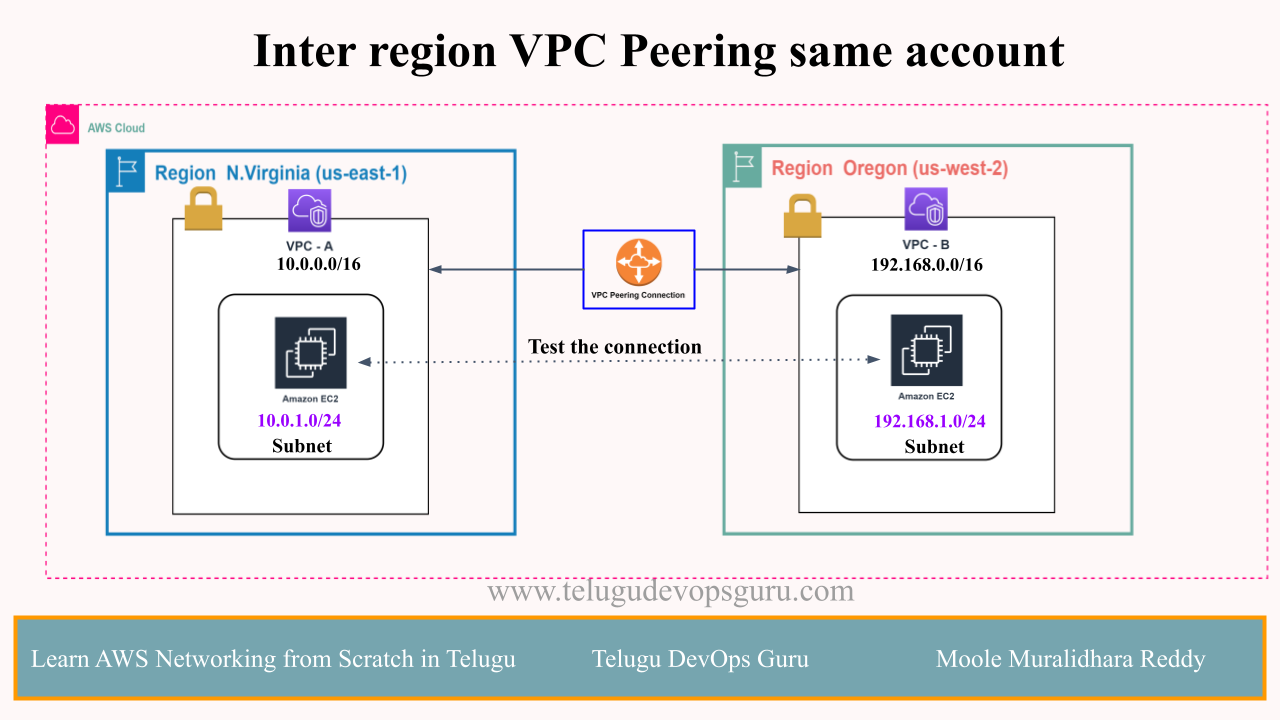 Inter region VPC Peering same account
AWS Cloud
Region N.Virginia (us-east-1)
VPC - A
10.0.0.0/16
Amazon EC2
10.0.1.0/24
Subnet
VPC Peering Connection
Test the connection
Region Oregon (us-west-2)
VPC - B
192.168.0.0/16
Amazon EC2
192.168.1.0/24
Subnet
www.telugudevopsguru.com
Learn AWS Networking from Scratch in Telugu
Telugu DevOps Guru
Moole Muralidhara Reddy